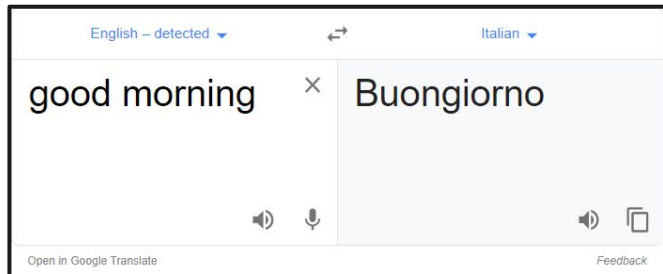 English – detected
Italian
good morning
Buongiorno
Open in Google Translate
Feedback